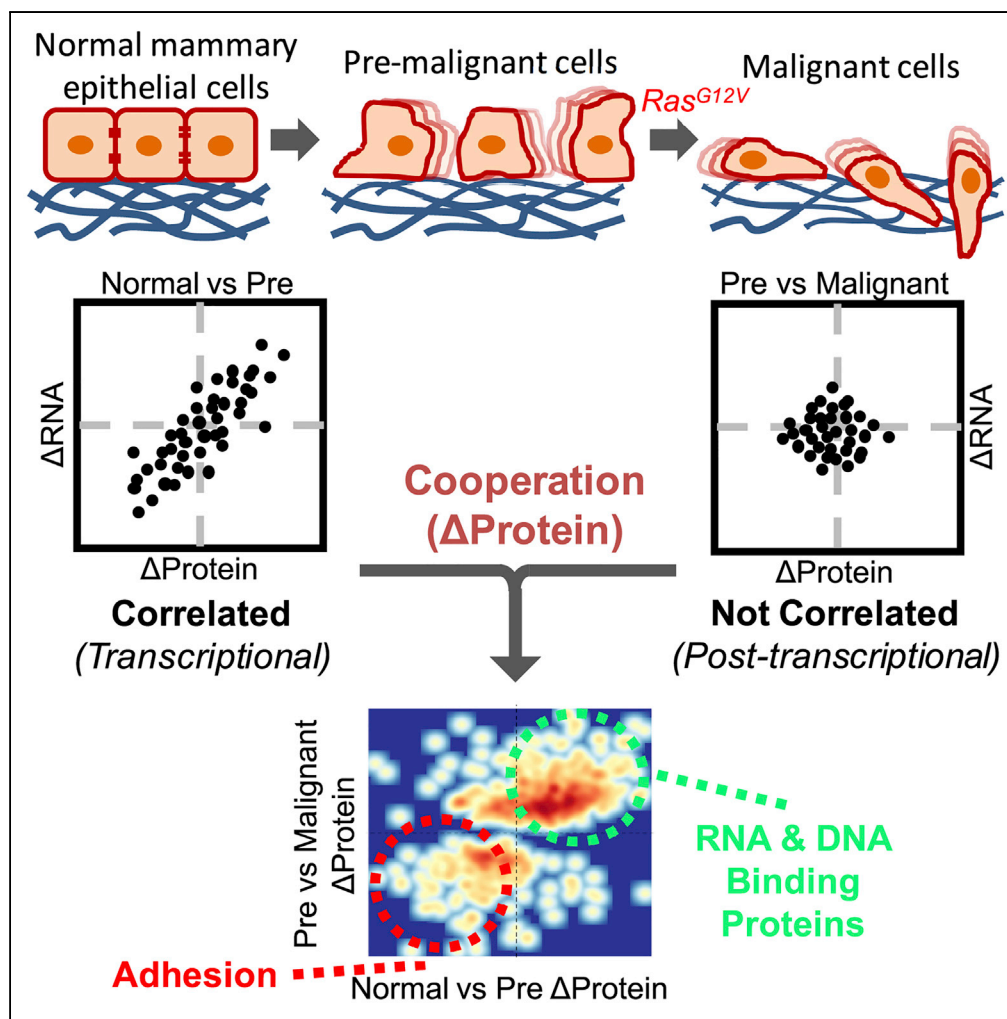 Normal mammary
epithelial cells
Pre-malignant cells
Ras^G12V
Malignant cells
Normal vs Pre
ΔRNA
ΔProtein
Correlated
(Transcriptional)
Cooperation
(ΔProtein)
Pre vs Malignant
ΔRNA
ΔProtein
Not Correlated
(Post-transcriptional)
Pre vs Malignant
ΔProtein
Normal vs Pre ΔProtein
Adhesion
RNA & DNA
Binding
Proteins